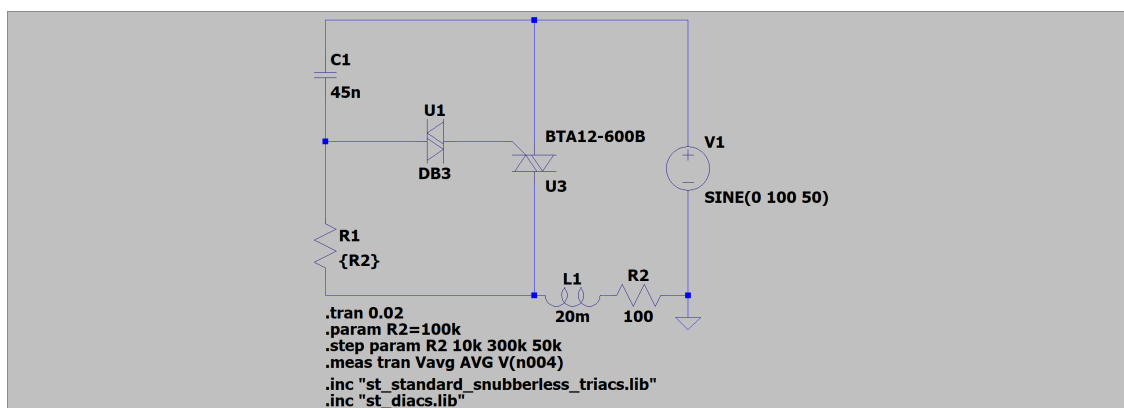 C1
45n
U1
DB3
BTA12-600B
U3
V1
SINE(0 100 50)
R1
{R2}
L1
20m
R2
100
.tran 0.02
.param R2=100k
.step param R2 10k 300k 50k
.meas tran Vavg AVG V(n004)
.inc "st_standard_snubberless_triacs.lib"
.inc "st_diacs.lib"